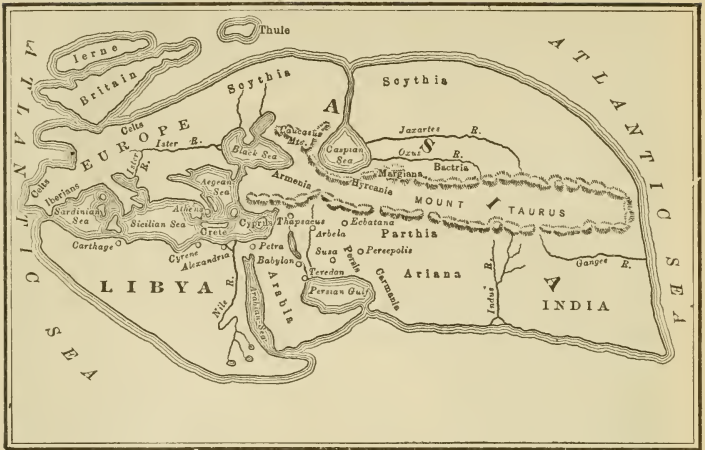 ATLANTIC SEA
Ierne
Britain
Thule
Scythia
Scythia
ATLANTIC SEA
ASIA
EUROPE
Celts
Celts
Iberians
Ister R.
Ister R.
Black Sea
Caucasus Mts.
Caspian Sea
Jaxartes R.
Oxus R.
Bactria
Margiana
Hyrcania
Armenia
MOUNT TAURUS
Sardinian Sea
Sicilian Sea
Aegean Sea
Athens
Crete
Cyprus
Thapsacus
Ecbatana
Arbela
Parthia
Carthage
Cyrene
Alexandria
Petra
Babylon
Susa
Persis
Persepolis
Teredon
Carmania
Ariana
Persian Gulf
Indus R.
Ganges R.
INDIA
LIBYA
Nile R.
Arabian Sea
Arabia